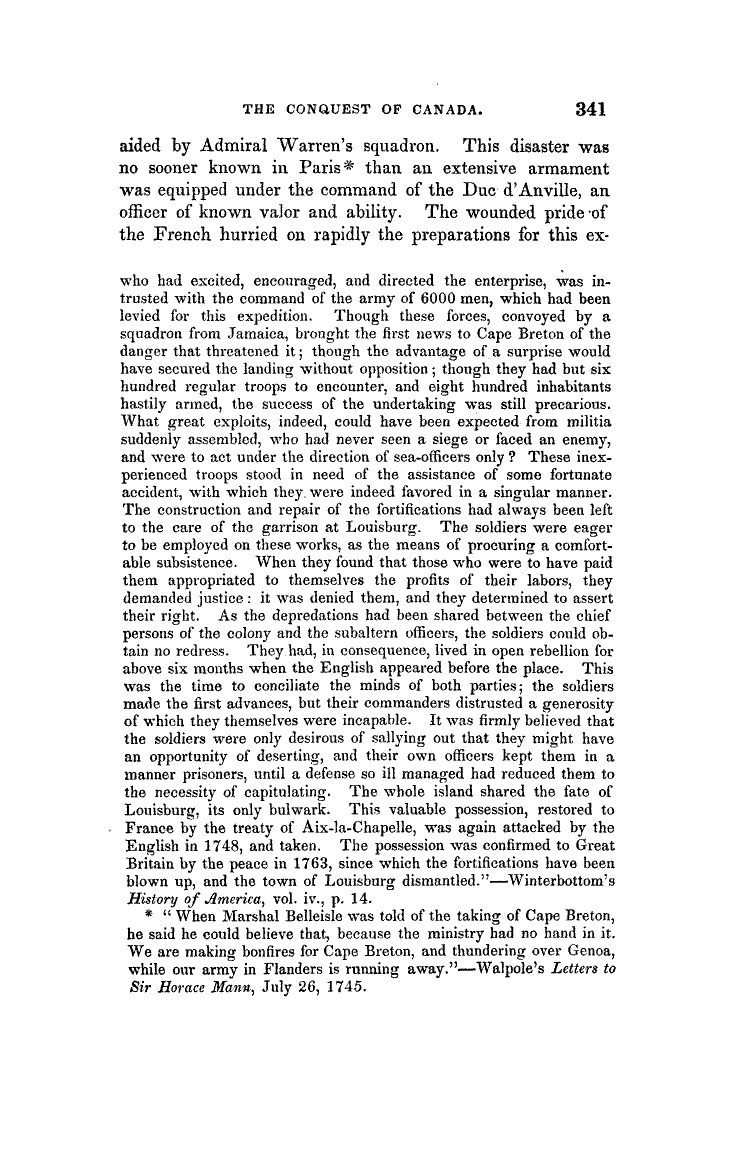 THE CONQUEST OF CANADA. 341
aided by Admiral Warren's squadron. This disaster was
no sooner known in Paris* than an extensive armament
was equipped under the command of the Duc d'Anville, an
officer of known valor and ability. The wounded pride of
the French hurried on rapidly the preparations for this ex-
who had excited, encouraged, and directed the enterprise, was in-
trusted with the command of the army of 6000 men, which had been
levied for this expedition. Though these forces, convoyed by a
squadron from Jamaica, brought the first news to Cape Breton of the
danger that threatened it; though the advantage of a surprise would
have secured the landing without opposition; though they had but six
hundred regular troops to encounter, and eight hundred inhabitants
hastily armed, the success of the undertaking was still precarious.
What great exploits, indeed, could have been expected from militia
suddenly assembled, who had never seen a siege or faced an enemy,
and were to act under the direction of sea-officers only? These inex-
perienced troops stood in need of the assistance of some fortunate
accident, with which they were indeed favored in a singular manner.
The construction and repair of the fortifications had always been left
to the care of the garrison at Louisburg. The soldiers were eager
to be employed on these works, as the means of procuring a comfort-
able subsistence. When they found that those who were to have paid
them appropriated to themselves the profits of their labors, they
demanded justice: it was denied them, and they determined to assert
their right. As the depredations had been shared between the chief
persons of the colony and the subaltern officers, the soldiers could ob-
tain no redress. They had, in consequence, lived in open rebellion for
above six months when the English appeared before the place. This
was the time to conciliate the minds of both parties; the soldiers
made the first advances, but their commanders distrusted a generosity
of which they themselves were incapable. It was firmly believed that
the soldiers were only desirous of sallying out that they might have
an opportunity of deserting, and their own officers kept them in a
manner prisoners, until a defense so ill managed had reduced them to
the necessity of capitulating. The whole island shared the fate of
Louisburg, its only bulwark. This valuable possession, restored to
France by the treaty of Aix-la-Chapelle, was again attacked by the
English in 1748, and taken. The possession was confirmed to Great
Britain by the peace in 1763, since which the fortifications have been
blown up, and the town of Louisburg dismantled."—Winterbottom's
History of America, vol. iv., p. 14.
* "When Marshal Belleisle was told of the taking of Cape Breton,
he said he could believe that, because the ministry had no hand in it.
We are making bonfires for Cape Breton, and thundering over Genoa,
while our army in Flanders is running away."—Walpole's Letters to
Sir Horace Mann, July 26, 1745.